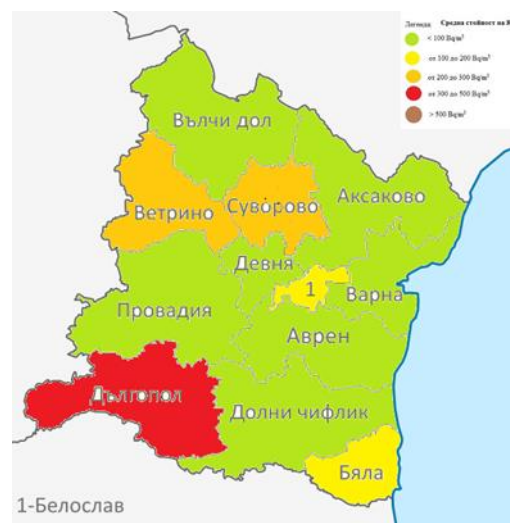 Легенда: Средна стойност на R
< 100 Bq/m³
от 100 до 200 Bq/m³
от 200 до 300 Bq/m³
от 300 до 500 Bq/m³
> 500 Bq/m³
Вълчи дол
Ветрино
Суворово
Аксаково
Девня
1
Варна
Провадия
Аврен
Дългопол
Долни чифлик
Бяла
1-Белослав